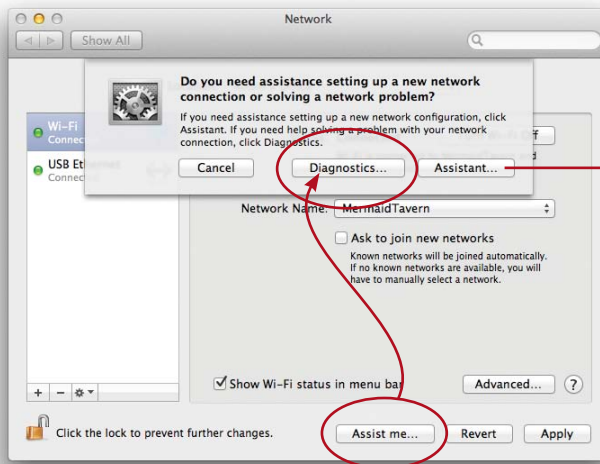 Network
Show All
Do you need assistance setting up a new network
connection or solving a network problem?
If you need assistance setting up a new network configuration, click
Assistant. If you need help solving a problem with your network
connection, click Diagnostics.
Cancel
Diagnostics...
Assistant...
Wi-Fi
Connec
USB Et
Connec
Network Name: MermaidTavern
Ask to join new networks
Known networks will be joined automatically.
If no known networks are available, you will
have to manually select a network.
Show Wi-Fi status in menu bar
Advanced...
?
Click the lock to prevent further changes.
Assist me...
Revert
Apply